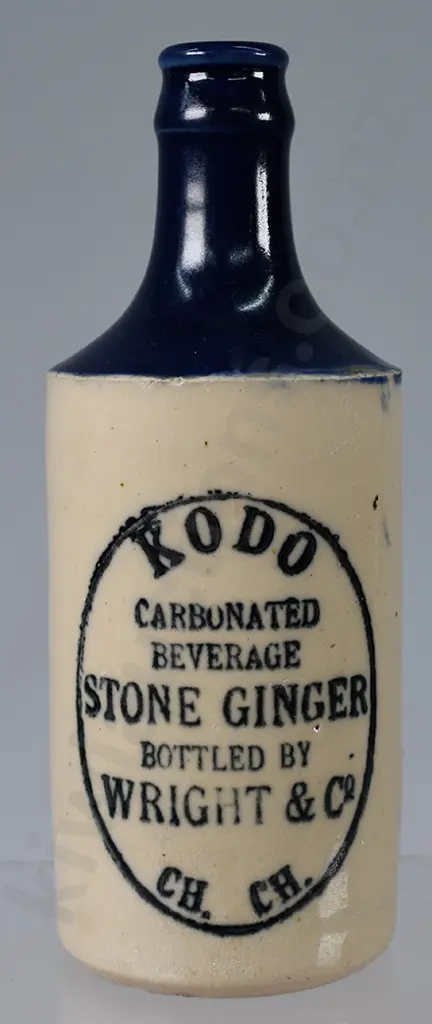 KODO
CARBONATED
BEVERAGE
STONE GINGER
BOTTLED BY
WRIGHT & Co
CH. CH.